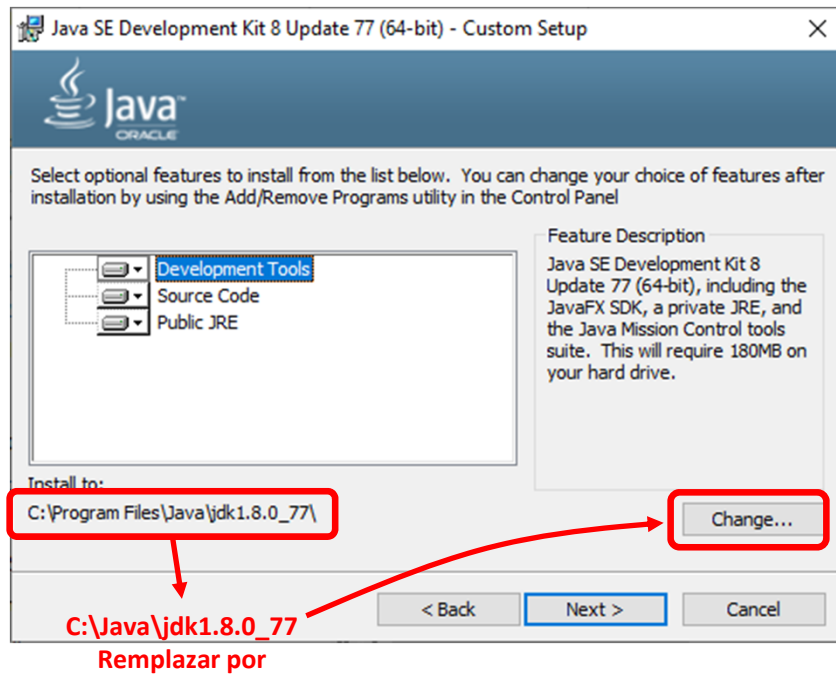 Java SE Development Kit 8 Update 77 (64-bit) - Custom Setup
Java™
ORACLE
Select optional features to install from the list below. You can change your choice of features after
installation by using the Add/Remove Programs utility in the Control Panel
Development Tools
Source Code
Public JRE
Feature Description
Java SE Development Kit 8
Update 77 (64-bit), including the
JavaFX SDK, a private JRE, and
the Java Mission Control tools
suite. This will require 180MB on
your hard drive.
Install to:
C:\Program Files\Java\jdk1.8.0_77\
Change...
< Back
Next >
Cancel
C:\Java\jdk1.8.0_77
Remplazar por